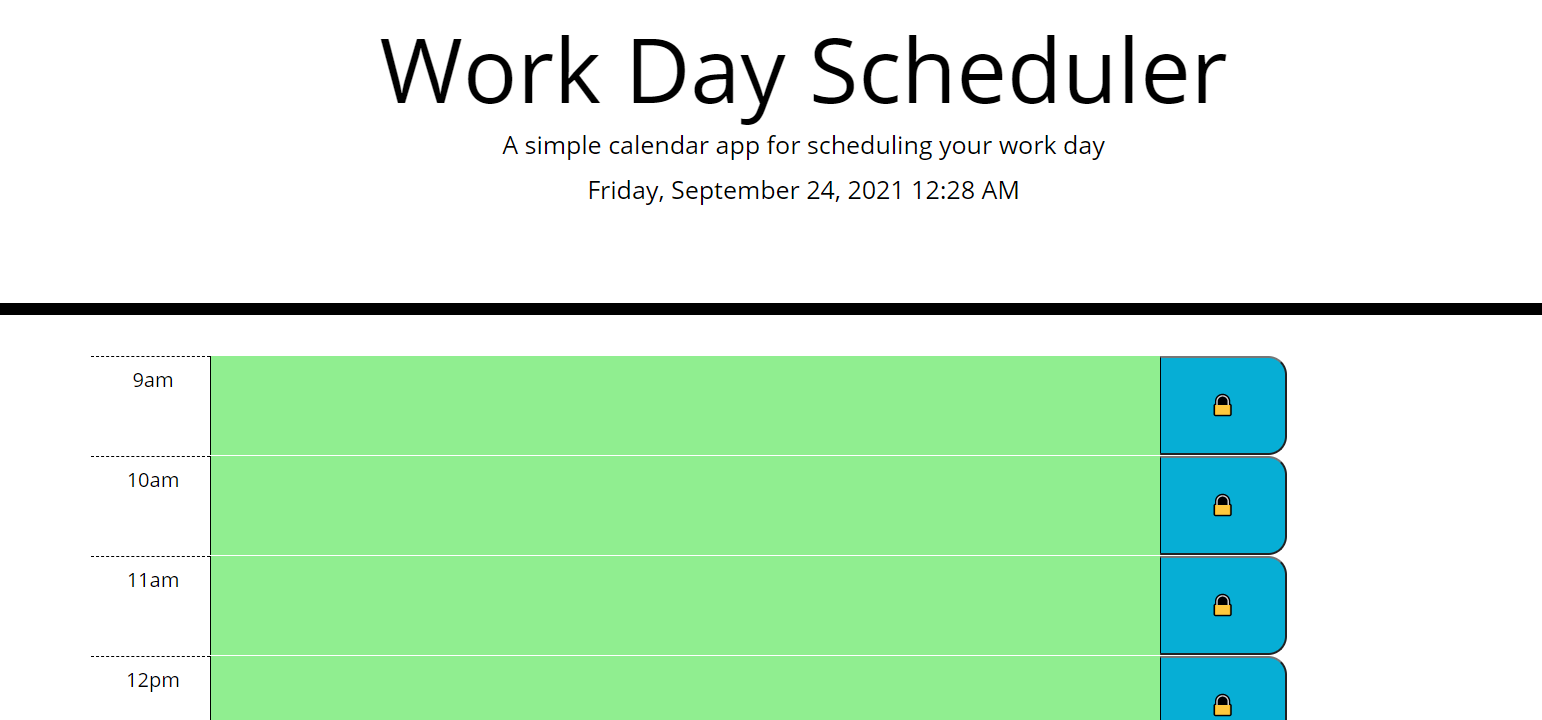 Work Day Scheduler
A simple calendar app for scheduling your work day
Friday, September 24, 2021 12:28 AM
9am
10am
11am
12pm